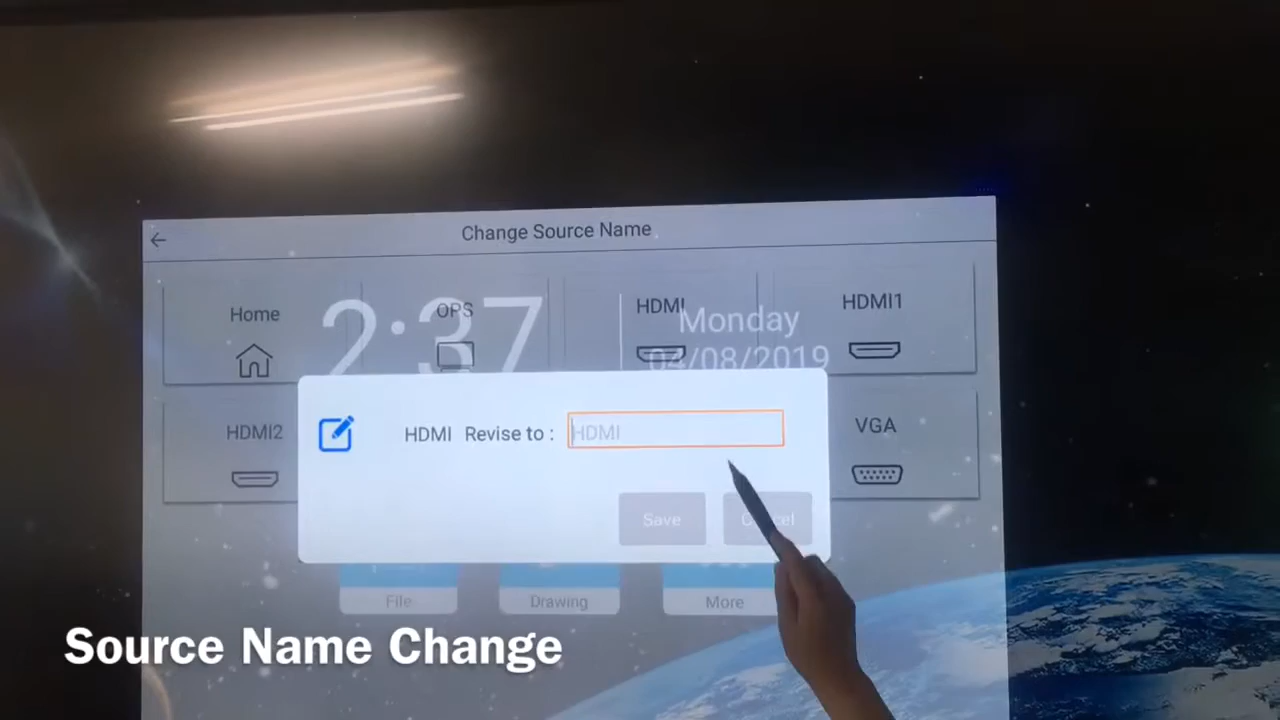 Change Source Name
Home
OPS
HDMI
HDMI1
2:37
Monday
04/08/2019
HDMI2
VGA
HDMI Revise to :
HDMI
Save
Cancel
File
Drawing
More
Source Name Change